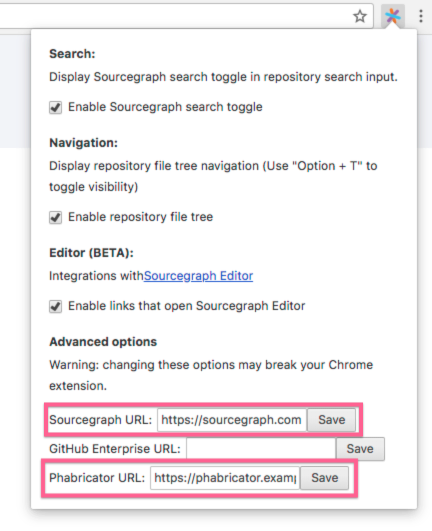 Search:
Display Sourcegraph search toggle in repository search input.
Enable Sourcegraph search toggle
Navigation:
Display repository file tree navigation (Use "Option + T" to
toggle visibility)
Enable repository file tree
Editor (BETA):
Integrations withSourcegraph Editor
Enable links that open Sourcegraph Editor
Advanced options
Warning: changing these options may break your Chrome
extension.
Sourcegraph URL: https://sourcegraph.com Save
GitHub Enterprise URL: Save
Phabricator URL: https://phabricator.examp Save